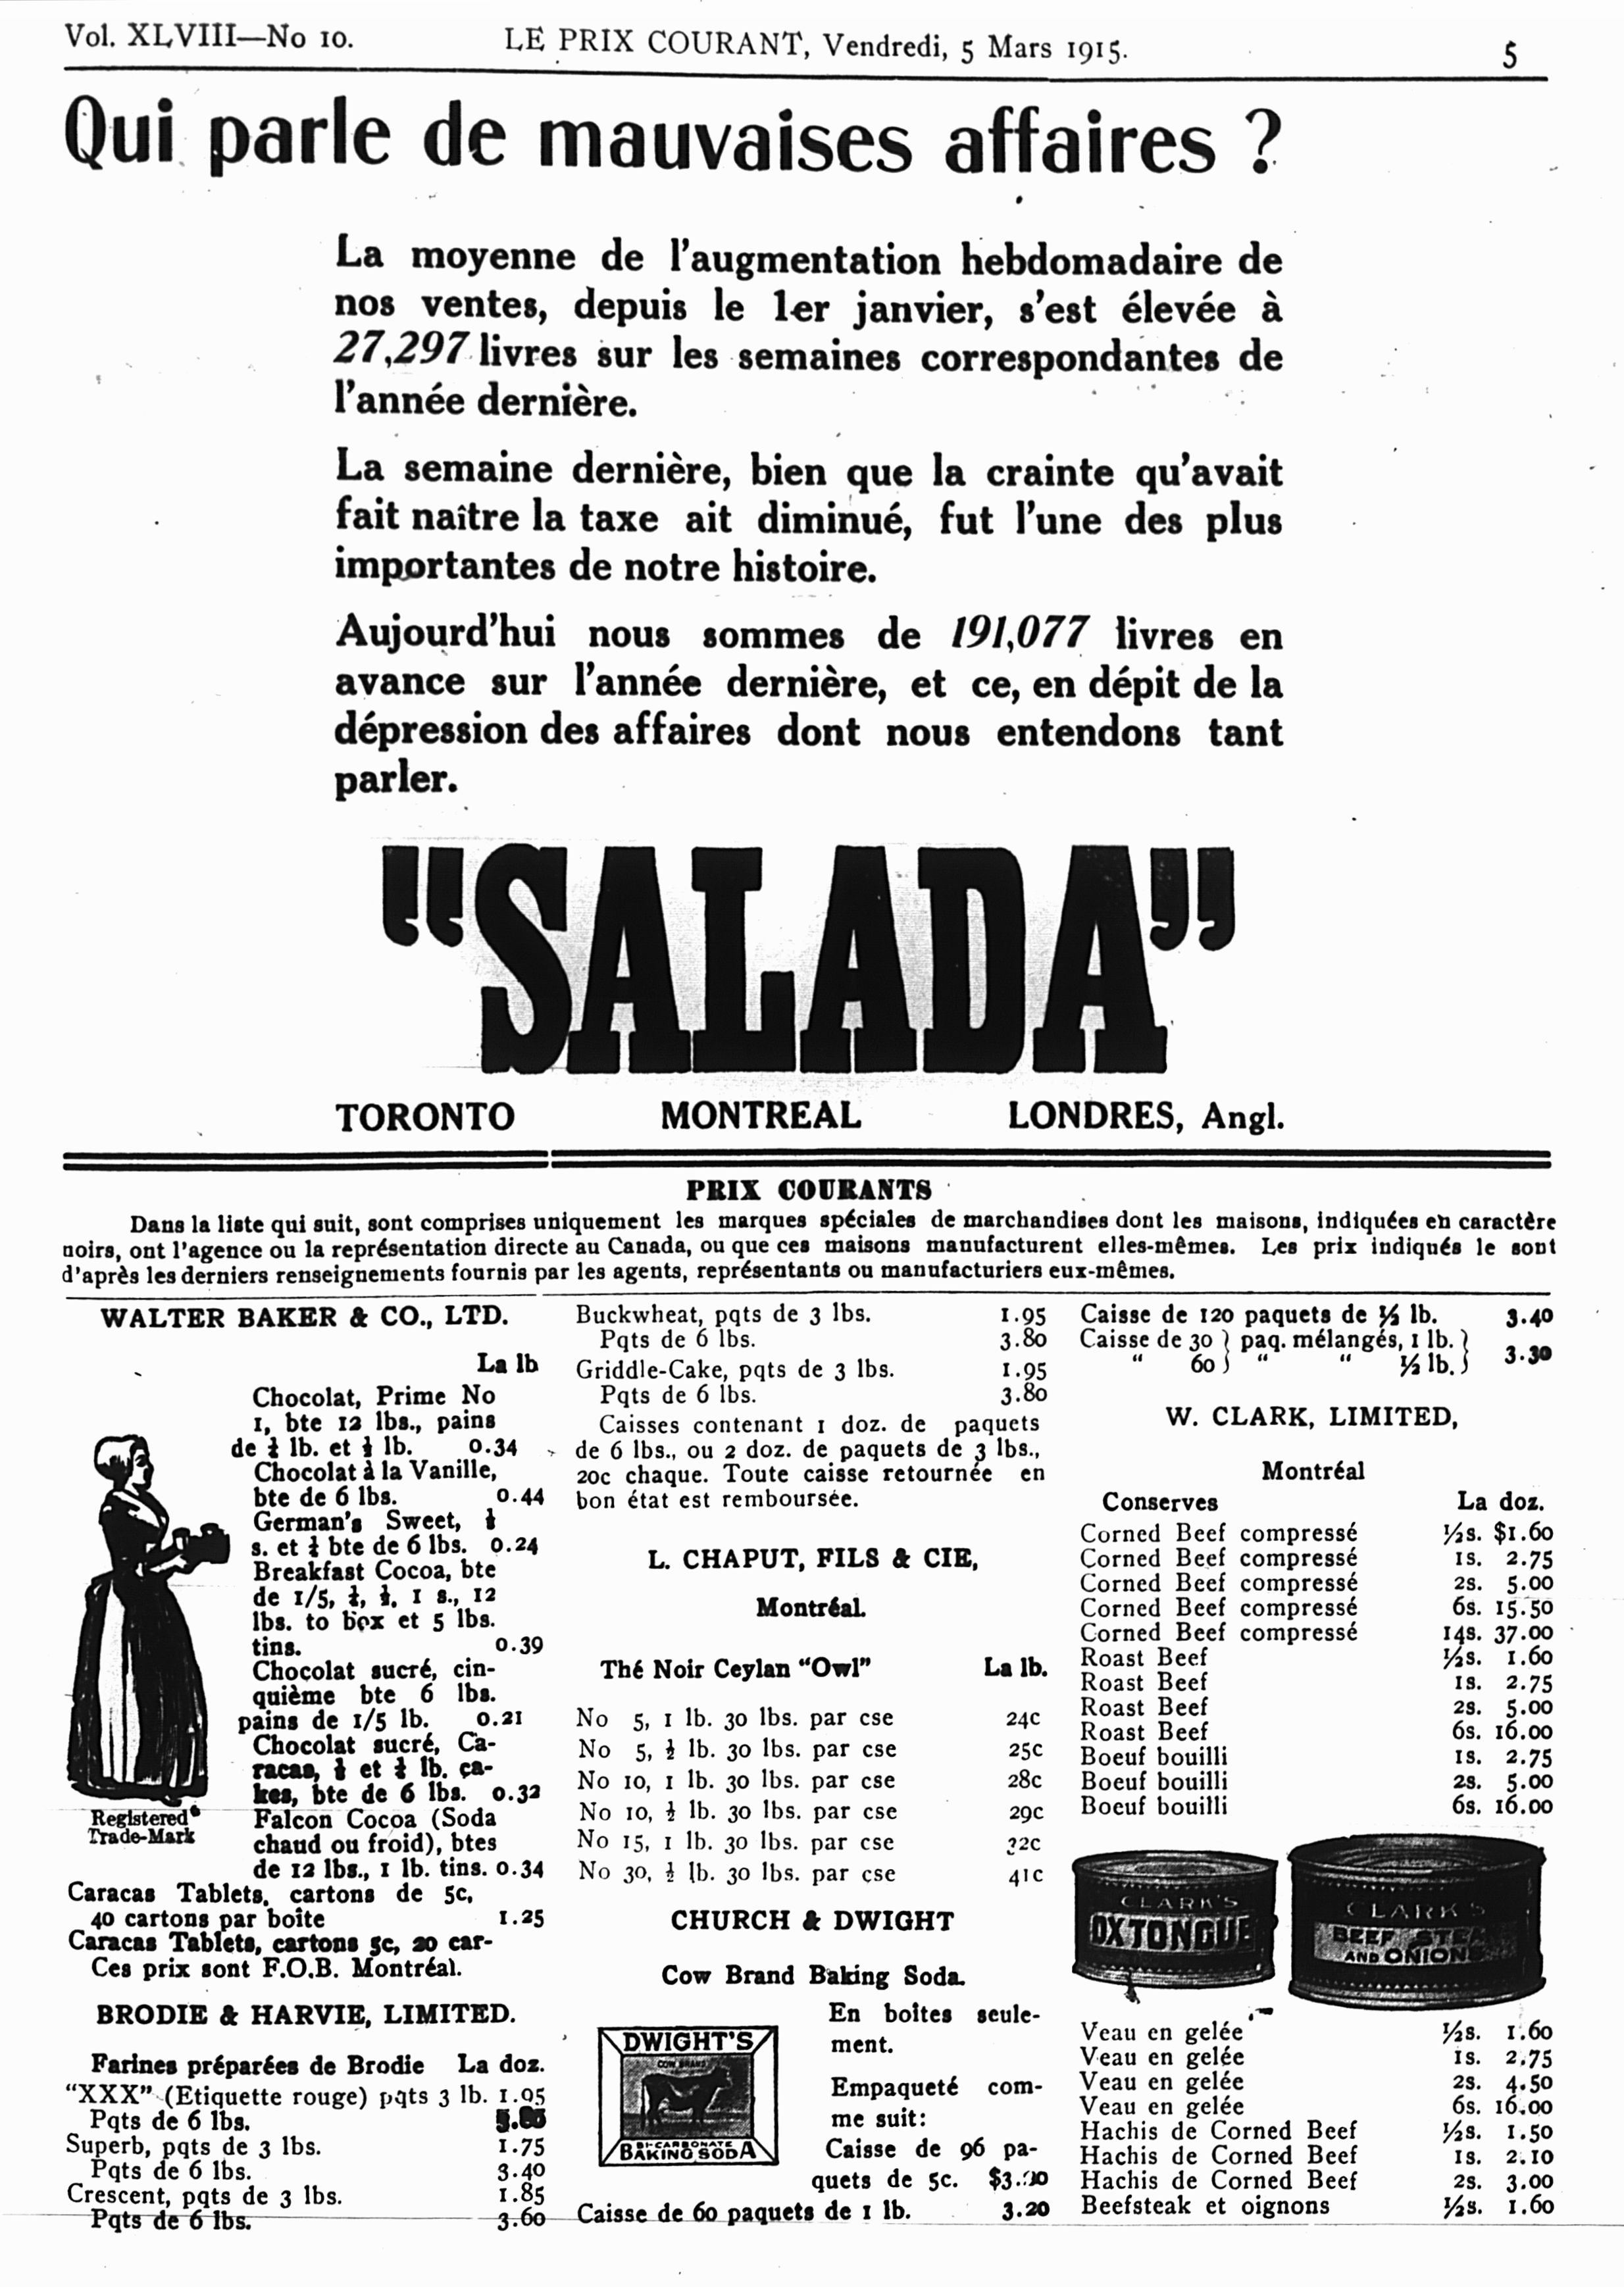 Vol. XLVIII—No 10.
LE PRIX COURANT, Vendredi, 5 Mars 1915.
5
Qui parle de mauvaises affaires ?
La moyenne de l'augmentation hebdomadaire de
nos ventes, depuis le 1er janvier, s'est élevée à
27,297 livres sur les semaines correspondantes de
l'année dernière.
La semaine dernière, bien que la crainte qu'avait
fait naître la taxe ait diminué, fut l'une des plus
importantes de notre histoire.
Aujourd'hui nous sommes de 191,077 livres en
avance sur l'année dernière, et ce, en dépit de la
dépression des affaires dont nous entendons tant
parler.
"SALADA"
TORONTO MONTREAL LONDRES, Angl.
PRIX COURANTS
Dans la liste qui suit, sont comprises uniquement les marques spéciales de marchandises dont les maisons, indiquées en caractère
noirs, ont l'agence ou la représentation directe au Canada, ou que ces maisons manufacturent elles-mêmes. Les prix indiqués le sont
d'après les derniers renseignements fournis par les agents, représentants ou manufacturiers eux-mêmes.
WALTER BAKER & CO., LTD.
La lb
Chocolat, Prime No
1, bte 12 lbs., pains
de lb. et lb. 0.34
Chocolat à la Vanille,
bte de 6 lbs. 0.44
German's Sweet,
s. et bte de 6 lbs. 0.24
Breakfast Cocoa, bte
de 1/5, 1 s., 12
lbs. to box et 5 lbs.
tins. 0.39
Chocolat sucré, cin-
quième bte 6 lbs.
pains de 1/5 lb. 0.21
Chocolat sucré, Ca-
racas, et lb. ca-
kes, bte de 6 lbs. 0.32
Falcon Cocoa (Soda
chaud ou froid), btes
de 12 lbs., 1 lb. tins. 0.34
Registered
Trade-Mark
Caracas Tablets, cartons de 5c,
40 cartons par boîte 1.25
Caracas Tablets, cartons 5c, 20 car-
Ces prix sont F.O.B. Montréal.
BRODIE & HARVIE, LIMITED.
Farines préparées de Brodie La doz.
"XXX" (Etiquette rouge) pqts 3 lb. 1.95
Pqts de 6 lbs.
Superb, pqts de 3 lbs. 1.75
Pqts de 6 lbs. 3.40
Crescent, pqts de 3 lbs. 1.85
Pqts de 6 lbs. 3.60
Buckwheat, pqts de 3 lbs. 1.95
Pqts de 6 lbs. 3.80
Griddle-Cake, pqts de 3 lbs. 1.95
Pqts de 6 lbs. 3.80
Caisses contenant 1 doz. de paquets
de 6 lbs., ou 2 doz. de paquets de 3 lbs.,
20c chaque. Toute caisse retournée en
bon état est remboursée.
L. CHAPUT, FILS & CIE,
Montréal.
Thé Noir Ceylan "Owl" La lb.
No 5, 1 lb. 30 lbs. par cse 24c
No 5, ½ lb. 30 lbs. par cse 25c
No 10, 1 lb. 30 lbs. par cse 28c
No 10, ½ lb. 30 lbs. par cse 29c
No 15, 1 lb. 30 lbs. par cse
No 30, ½ lb. 30 lbs. par cse 41c
CHURCH & DWIGHT
Cow Brand Baking Soda.
DWIGHT'S
COW BRAND
BI-CARBONATE
BAKING SODA
En boîtes seule-
ment.
Empaqueté com-
me suit:
Caisse de 96 pa-
quets de 5c.
Caisse de 60 paquets de 1 lb. 3.20
Caisse de 120 paquets de ½ lb. 3.40
Caisse de 30 } paq. mélangés, 1 lb. }
" 60 } " " ½ lb. } 3.30
W. CLARK, LIMITED,
Montréal
Conserves La doz.
Corned Beef compressé ½s. $1.60
Corned Beef compressé 1s. 2.75
Corned Beef compressé 2s. 5.00
Corned Beef compressé 6s. 15.50
Corned Beef compressé 14s. 37.00
Roast Beef ½s. 1.60
Roast Beef 1s. 2.75
Roast Beef 2s. 5.00
Roast Beef 6s. 16.00
Boeuf bouilli 1s. 2.75
Boeuf bouilli 2s. 5.00
Boeuf bouilli 6s. 16.00
CLARK'S
OX TONGUE
CLARK'S
BEEF STEAK
AND ONIONS
Veau en gelée ½s. 1.60
Veau en gelée 1s. 2.75
Veau en gelée 2s. 4.50
Veau en gelée 6s. 16.00
Hachis de Corned Beef ½s. 1.50
Hachis de Corned Beef 1s. 2.10
Hachis de Corned Beef 2s. 3.00
Beefsteak et oignons ½s. 1.60